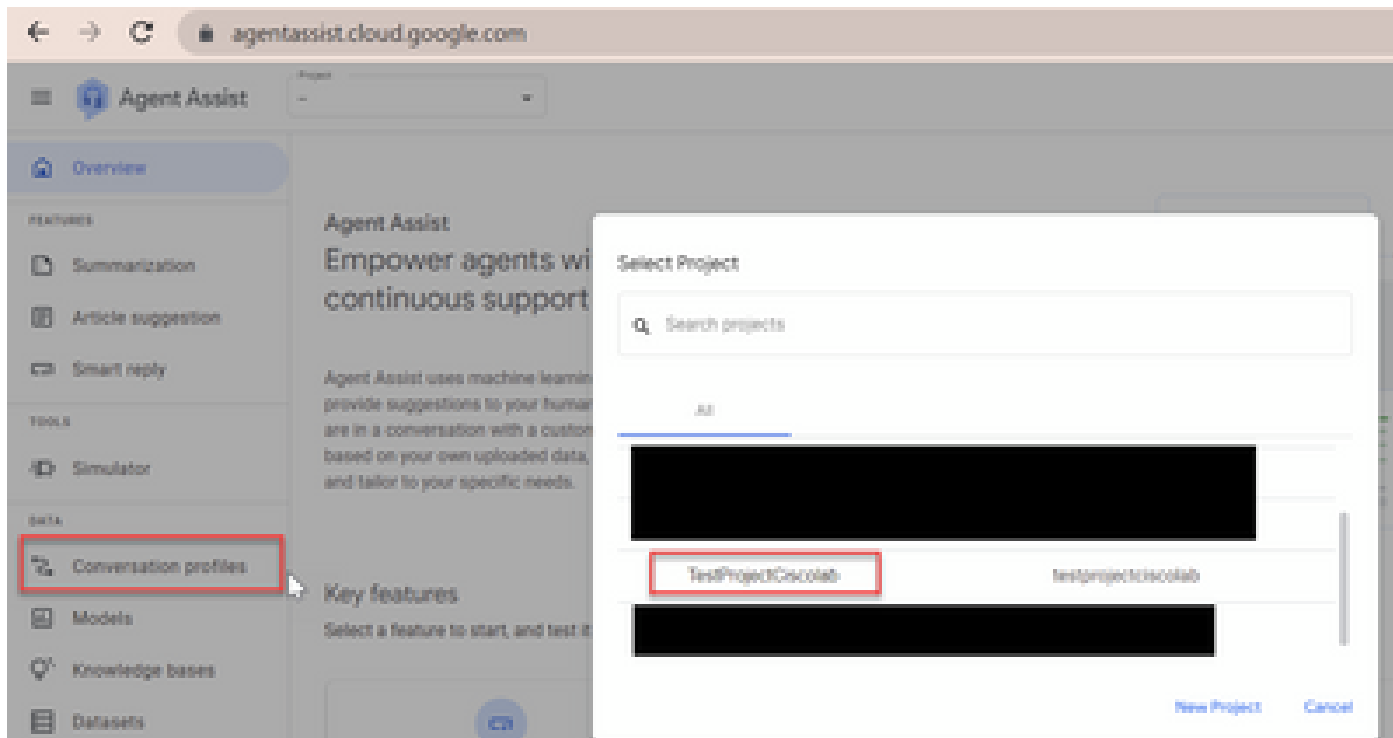 agentassist.cloud.google.com
Agent Assist
Project
-
Overview
FEATURES
Summarization
Article suggestion
Smart reply
TOOLS
Simulator
DATA
Conversation profiles
Models
Knowledge bases
Datasets
Agent Assist
Empower agents wi
continuous support
Agent Assist uses machine learnin
provide suggestions to your human
are in a conversation with a custom
based on your own uploaded data,
and tailor to your specific needs.
Key features
Select a feature to start, and test it
Select Project
Search projects
All
TestProjectCiscolab testprojectciscolab
New Project Cancel